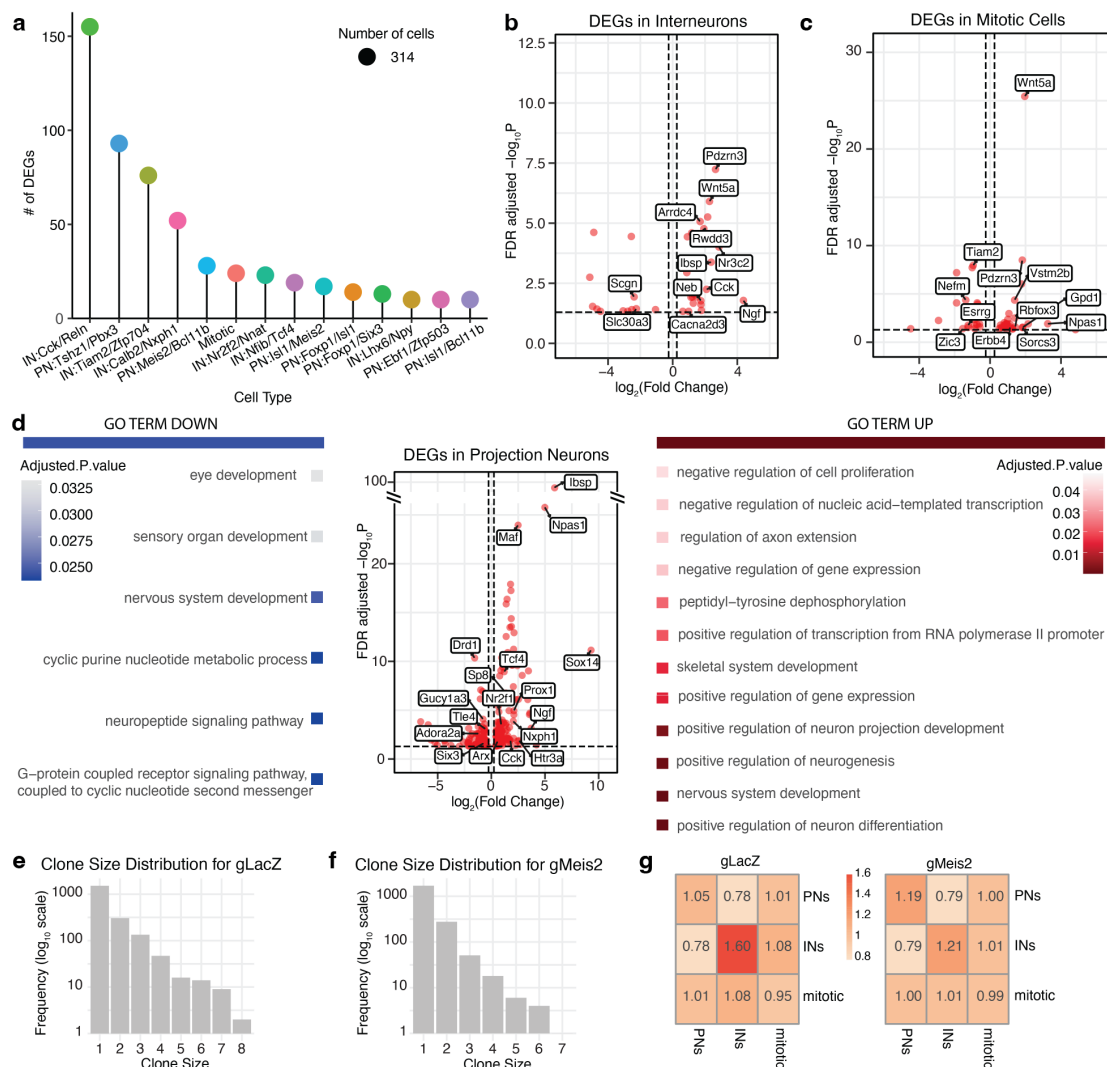 a
150
100
50
0
# of DEGs
Number of cells
314
IN:Cck/Reln
PN:Tshz1/Pbx3
IN:Tiam2/Zfp704
IN:Calb2/Nxph1
PN:Meis2/Bcl11b
Mitotic
IN:Nr2f2/Nnat
IN:Nfib/Tcf4
PN:Isl1/Meis2
PN:Foxp1/Isl1
PN:Foxp1/Six3
IN:Lhx6/Npy
PN:Ebf1/Zfp503
PN:Isl1/Bcl11b
Cell Type
b
DEGs in Interneurons
12.5
10.0
7.5
5.0
2.5
0.0
FDR adjusted −log10P
Pdzrn3
Wnt5a
Arrdc4
Rwdd3
Ibsp
Nr3c2
Scgn
Neb
Cck
Slc30a3
Cacna2d3
Ngf
−4
0
4
log2(Fold Change)
c
DEGs in Mitotic Cells
30
20
10
0
FDR adjusted −log10P
Wnt5a
Tiam2
Pdzrn3
Vstm2b
Nefm
Gpd1
Esrrg
Rbfox3
Npas1
Zic3
Erbb4
Sorcs3
−4
0
4
log2(Fold Change)
d
GO TERM DOWN
Adjusted.P.value
0.0325
0.0300
0.0275
0.0250
eye development
sensory organ development
nervous system development
cyclic purine nucleotide metabolic process
neuropeptide signaling pathway
G−protein coupled receptor signaling pathway,
coupled to cyclic nucleotide second messenger
DEGs in Projection Neurons
100
20
10
0
FDR adjusted −log10P
Ibsp
Npas1
Maf
Drd1
Tcf4
Sox14
Sp8
Gucy1a3
Nr2f1
Prox1
Tle4
Ngf
Adora2a
Nxph1
Six3
Arx
Cck
Htr3a
−5
0
5
10
log2(Fold Change)
GO TERM UP
Adjusted.P.value
0.04
0.03
0.02
0.01
negative regulation of cell proliferation
negative regulation of nucleic acid−templated transcription
regulation of axon extension
negative regulation of gene expression
peptidyl−tyrosine dephosphorylation
positive regulation of transcription from RNA polymerase II promoter
skeletal system development
positive regulation of gene expression
positive regulation of neuron projection development
positive regulation of neurogenesis
nervous system development
positive regulation of neuron differentiation
e
Clone Size Distribution for gLacZ
1000
100
10
1
Frequency (log10 scale)
1 2 3 4 5 6 7 8
Clone Size
f
Clone Size Distribution for gMeis2
1000
100
10
1
Frequency (log10 scale)
1 2 3 4 5 6 7
Clone Size
g
gLacZ
1.05 0.78 1.01 PNs
0.78 1.60 1.08 INs
1.01 1.08 0.95 mitotic
PNs
INs
mitotic
1.6
1.4
1.2
1
0.8
gMeis2
1.19 0.79 1.00 PNs
0.79 1.21 1.01 INs
1.00 1.01 0.99 mitotic
PNs
INs
mitotic